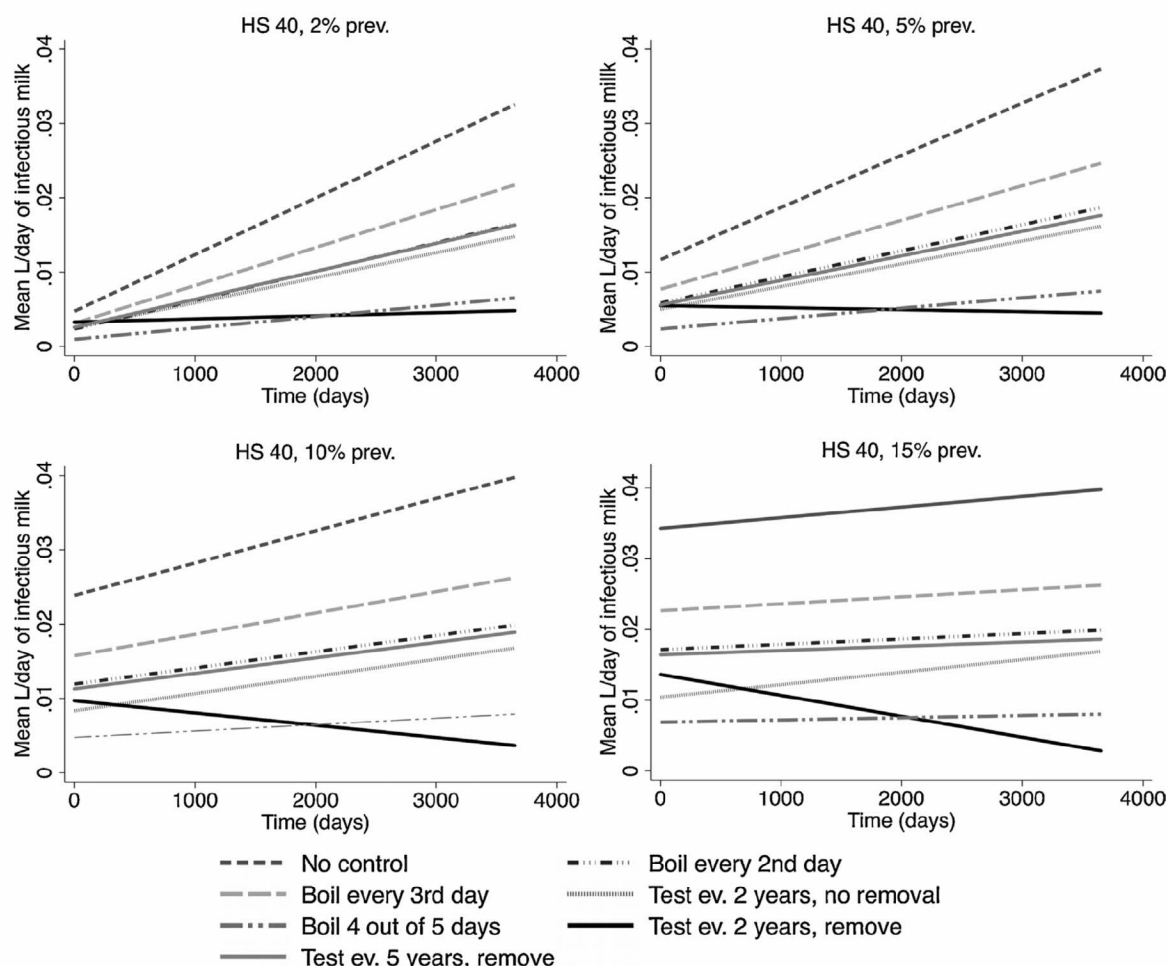 HS 40, 2% prev.
Mean L/day of infectious millk
.04
.03
.02
.01
0
0 1000 2000 3000 4000
Time (days)
HS 40, 5% prev.
Mean L/day of infectious millk
.04
.03
.02
.01
0
0 1000 2000 3000 4000
Time (days)
HS 40, 10% prev.
Mean L/day of infectious milk
.04
.03
.02
.01
0
0 1000 2000 3000 4000
Time (days)
HS 40, 15% prev.
Mean L/day of infectious milk
.04
.03
.02
.01
0
0 1000 2000 3000 4000
Time (days)
No control
Boil every 2nd day
Boil every 3rd day
Test ev. 2 years, no removal
Boil 4 out of 5 days
Test ev. 2 years, remove
Test ev. 5 years, remove